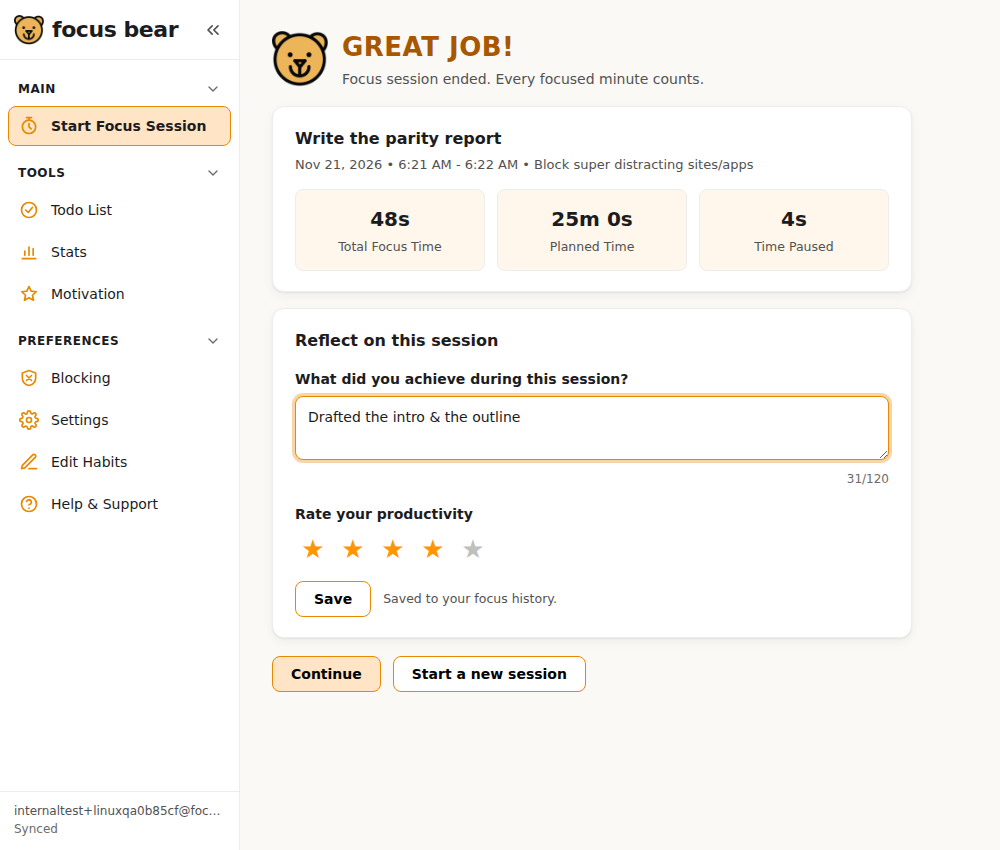 focus bear
MAIN
Start Focus Session
TOOLS
Todo List
Stats
Motivation
PREFERENCES
Blocking
Settings
Edit Habits
Help & Support
internaltest+linuxqa0b85cf@foc...
Synced
GREAT JOB!
Focus session ended. Every focused minute counts.
Write the parity report
Nov 21, 2026 • 6:21 AM - 6:22 AM • Block super distracting sites/apps
48s
Total Focus Time
25m 0s
Planned Time
4s
Time Paused
Reflect on this session
What did you achieve during this session?
Drafted the intro & the outline
31/120
Rate your productivity
Save
Saved to your focus history.
Continue
Start a new session